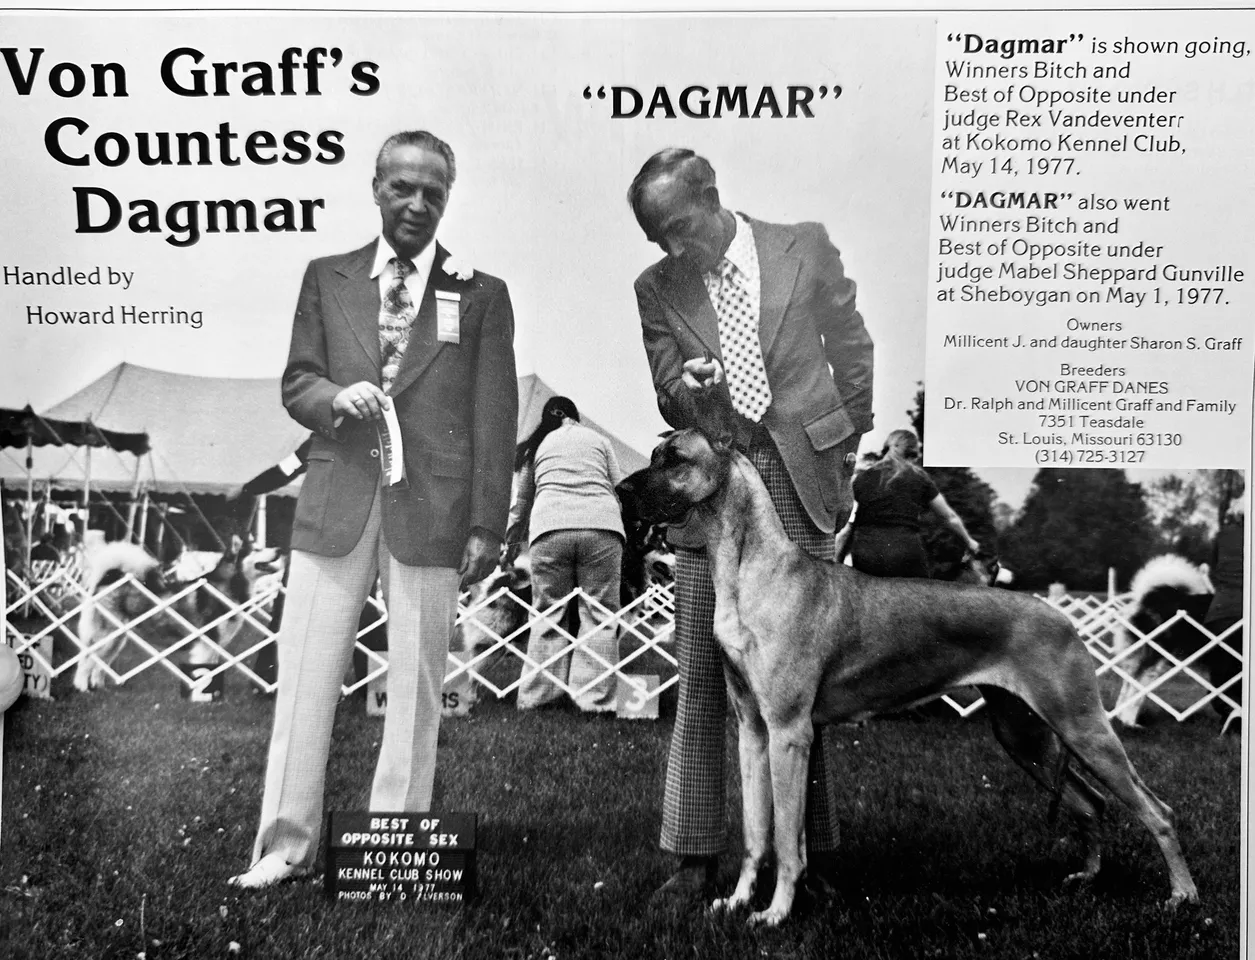 Von Graff's
Countess
Dagmar
Handled by
Howard Herring
"DAGMAR"
"Dagmar" is shown going,
Winners Bitch and
Best of Opposite under
judge Rex Vandeventer
at Kokomo Kennel Club,
May 14, 1977.
"DAGMAR" also went
Winners Bitch and
Best of Opposite under
judge Mabel Sheppard Gunville
at Sheboygan on May 1, 1977.
Owners
Millicent J. and daughter Sharon S. Graff
Breeders
VON GRAFF DANES
Dr. Ralph and Millicent Graff and Family
7351 Teasdale
St. Louis, Missouri 63130
(314) 725-3127
2
3
BEST OF
OPPOSITE SEX
KOKOMO
KENNEL CLUB SHOW
MAY 14 1977
PHOTOS BY